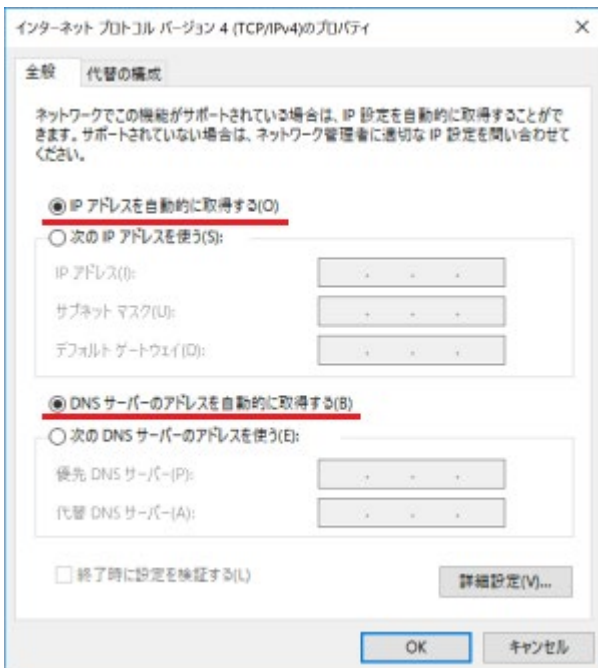 インターネット プロトコル バージョン 4 (TCP/IPv4)のプロパティ
全般
代替の構成
ネットワークでこの機能がサポートされている場合は、IP 設定を自動的に取得することがで
きます。サポートされていない場合は、ネットワーク管理者に適切な IP 設定を問い合わせて
ください。
IP アドレスを自動的に取得する(O)
次の IP アドレスを使う(S):
IP アドレス(I):
サブネット マスク(U):
デフォルト ゲートウェイ(D):
DNS サーバーのアドレスを自動的に取得する(B)
次の DNS サーバーのアドレスを使う(E):
優先 DNS サーバー(P):
代替 DNS サーバー(A):
終了時に設定を検証する(L)
詳細設定(V)...
OK
キャンセル